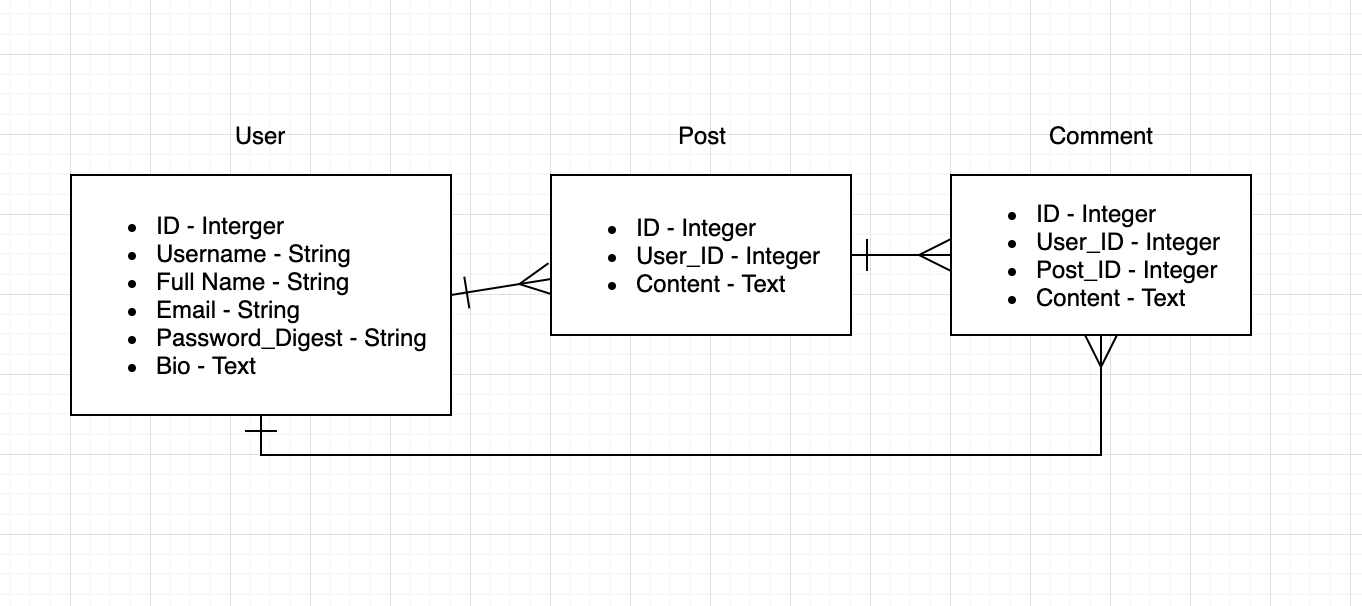 User
ID - Interger
Username - String
Full Name - String
Email - String
Password_Digest - String
Bio - Text
Post
ID - Integer
User_ID - Integer
Content - Text
Comment
ID - Integer
User_ID - Integer
Post_ID - Integer
Content - Text